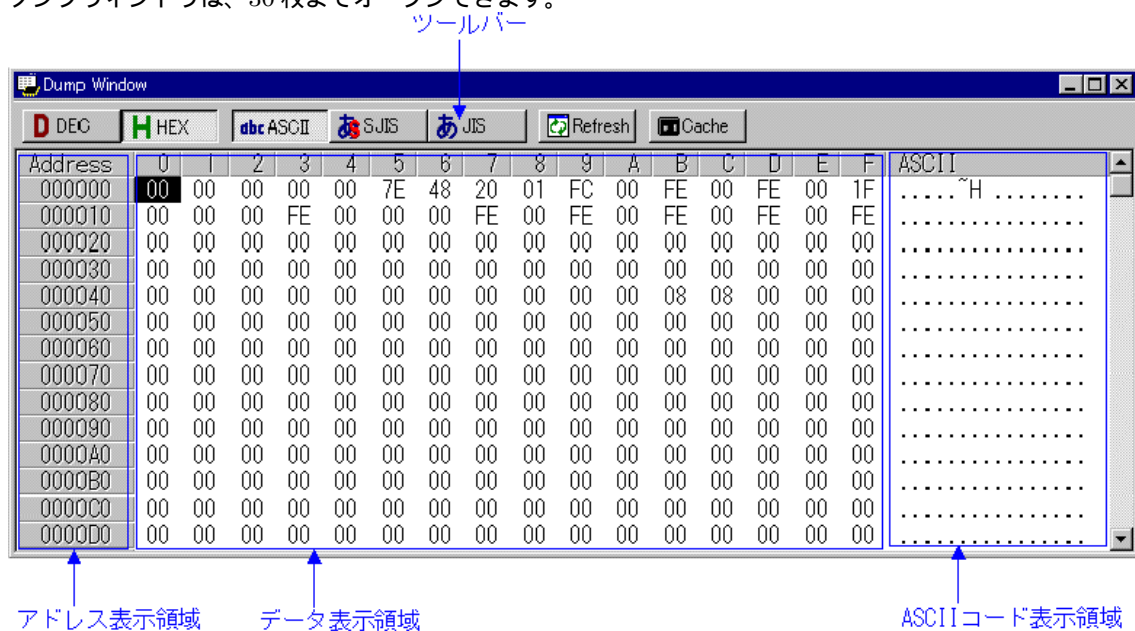 ダンプウィンドウは、30 枚までオープンできます。
ツールバー
Dump Window
DEC HEX ASCII SJIS JIS Refresh Cache
Address 0 1 2 3 4 5 6 7 8 9 A B C D E F ASCII
000000 00 00 00 00 00 7E 48 20 01 FC 00 FE 00 FE 00 1F .....~H ........
000010 00 00 00 FE 00 00 00 FE 00 FE 00 FE 00 FE 00 FE ................
000020 00 00 00 00 00 00 00 00 00 00 00 00 00 00 00 00 ................
000030 00 00 00 00 00 00 00 00 00 00 00 00 00 00 00 00 ................
000040 00 00 00 00 00 00 00 00 00 00 00 08 08 00 00 00 ................
000050 00 00 00 00 00 00 00 00 00 00 00 00 00 00 00 00 ................
000060 00 00 00 00 00 00 00 00 00 00 00 00 00 00 00 00 ................
000070 00 00 00 00 00 00 00 00 00 00 00 00 00 00 00 00 ................
000080 00 00 00 00 00 00 00 00 00 00 00 00 00 00 00 00 ................
000090 00 00 00 00 00 00 00 00 00 00 00 00 00 00 00 00 ................
0000A0 00 00 00 00 00 00 00 00 00 00 00 00 00 00 00 00 ................
0000B0 00 00 00 00 00 00 00 00 00 00 00 00 00 00 00 00 ................
0000C0 00 00 00 00 00 00 00 00 00 00 00 00 00 00 00 00 ................
0000D0 00 00 00 00 00 00 00 00 00 00 00 00 00 00 00 00 ................
アドレス表示領域 データ表示領域 ASCIIコード表示領域